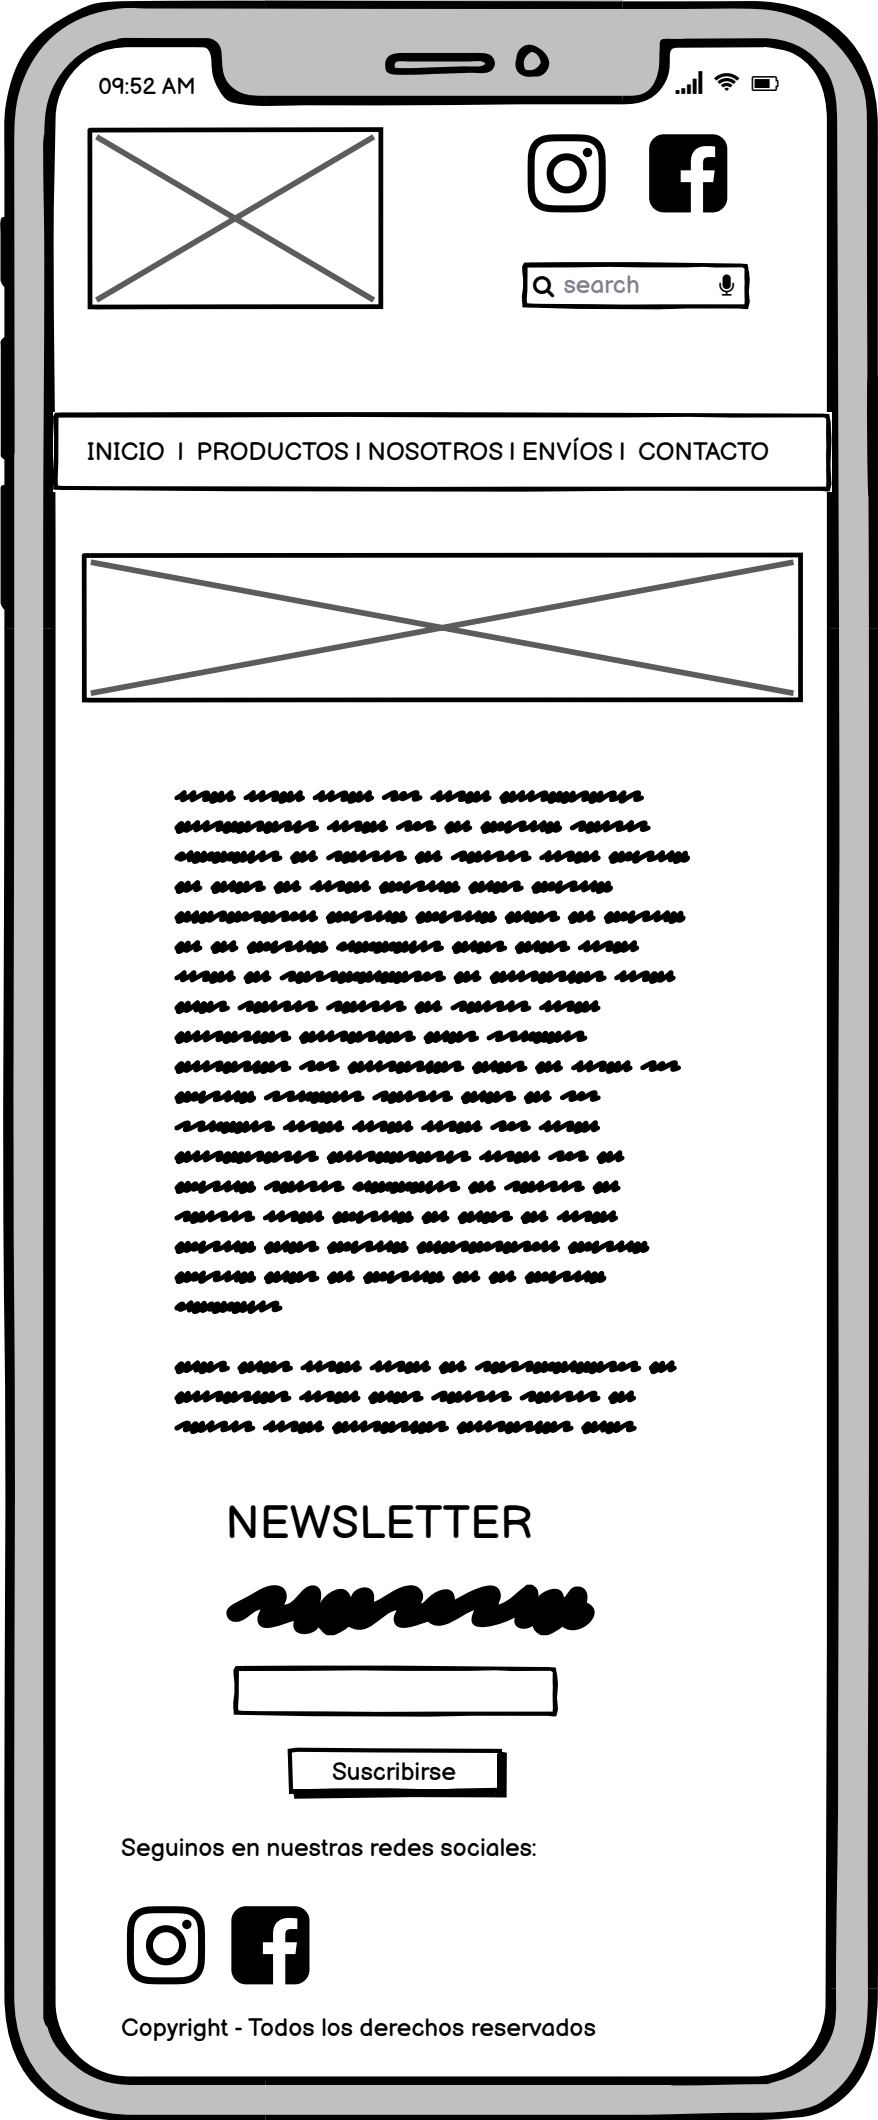 09:52 AM
search
INICIO I PRODUCTOS I NOSOTROS I ENVÍOS I CONTACTO
NEWSLETTER
Suscribirse
Seguinos en nuestras redes sociales:
Copyright - Todos los derechos reservados